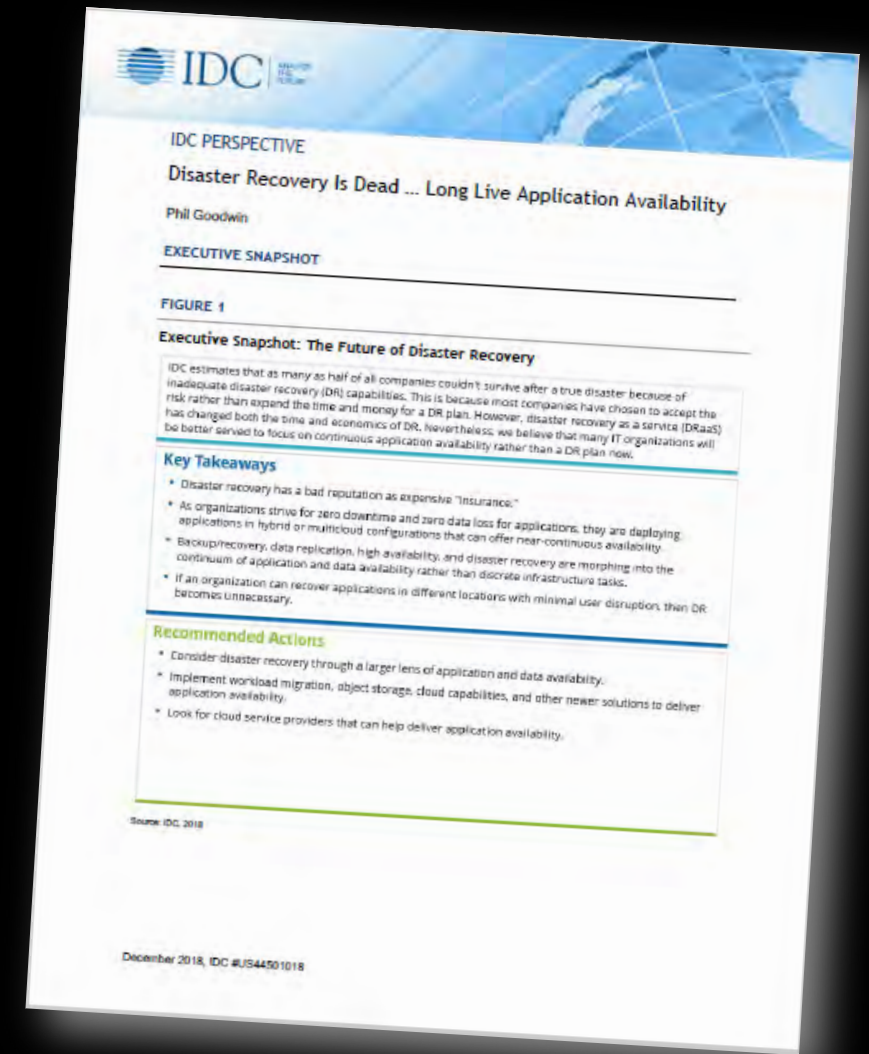 IDC
ANALYZE
THE
FUTURE
IDC PERSPECTIVE
Disaster Recovery Is Dead ... Long Live Application Availability
Phil Goodwin
EXECUTIVE SNAPSHOT
FIGURE 1
Executive Snapshot: The Future of Disaster Recovery
IDC estimates that as many as half of all companies couldn't survive after a true disaster because of
inadequate disaster recovery (DR) capabilities. This is because most companies have chosen to accept the
risk rather than expend the time and money for a DR plan. However, disaster recovery as a service (DRaaS)
has changed both the time and economics of DR. Nevertheless, we believe that many IT organizations will
be better served to focus on continuous application availability rather than a DR plan now.
Key Takeaways
• Disaster recovery has a bad reputation as expensive "insurance."
• As organizations strive for zero downtime and zero data loss for applications, they are deploying
applications in hybrid or multicloud configurations that can offer near-continuous availability.
• Backup/recovery, data replication, high availability, and disaster recovery are morphing into the
continuum of application and data availability rather than discrete infrastructure tasks.
• If an organization can recover applications in different locations with minimal user disruption, then DR
becomes unnecessary.
Recommended Actions
• Consider disaster recovery through a larger lens of application and data availability.
• Implement workload migration, object storage, cloud capabilities, and other newer solutions to deliver
application availability.
• Look for cloud service providers that can help deliver application availability.
Source: IDC, 2018
December 2018, IDC #US44501018